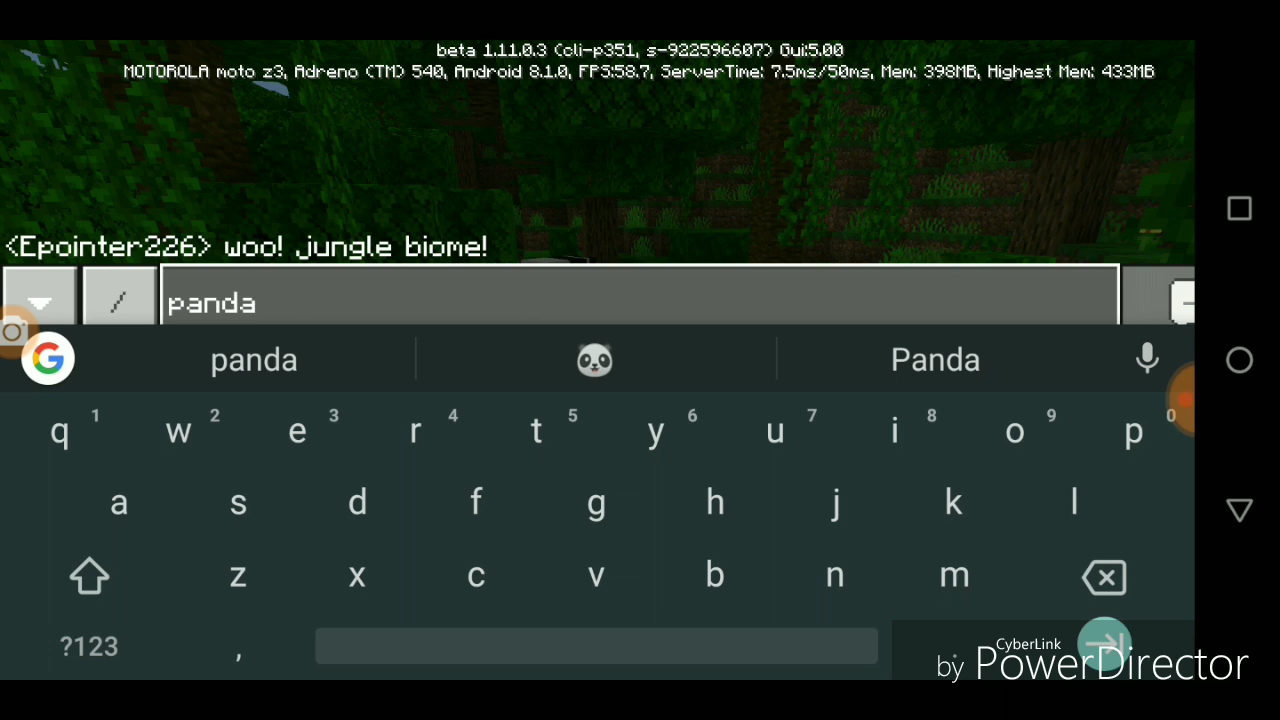 beta 1.11.0.3 (cli-p351, s-922596607) Gui:5.00
MOTOROLA moto z3, Adreno (TM) 540, Android 8.1.0, FPS:58.7, ServerTime: 7.5ms/50ms, Mem: 398MB, Highest Mem: 433MB
<Epointer226> woo! jungle biome!
/ panda
panda Panda
q 1 w 2 e 3 r 4 t 5 y 6 u 7 i 8 o 9 p 0
a s d f g h j k l
z x c v b n m
?123 , .
CyberLink
by PowerDirector